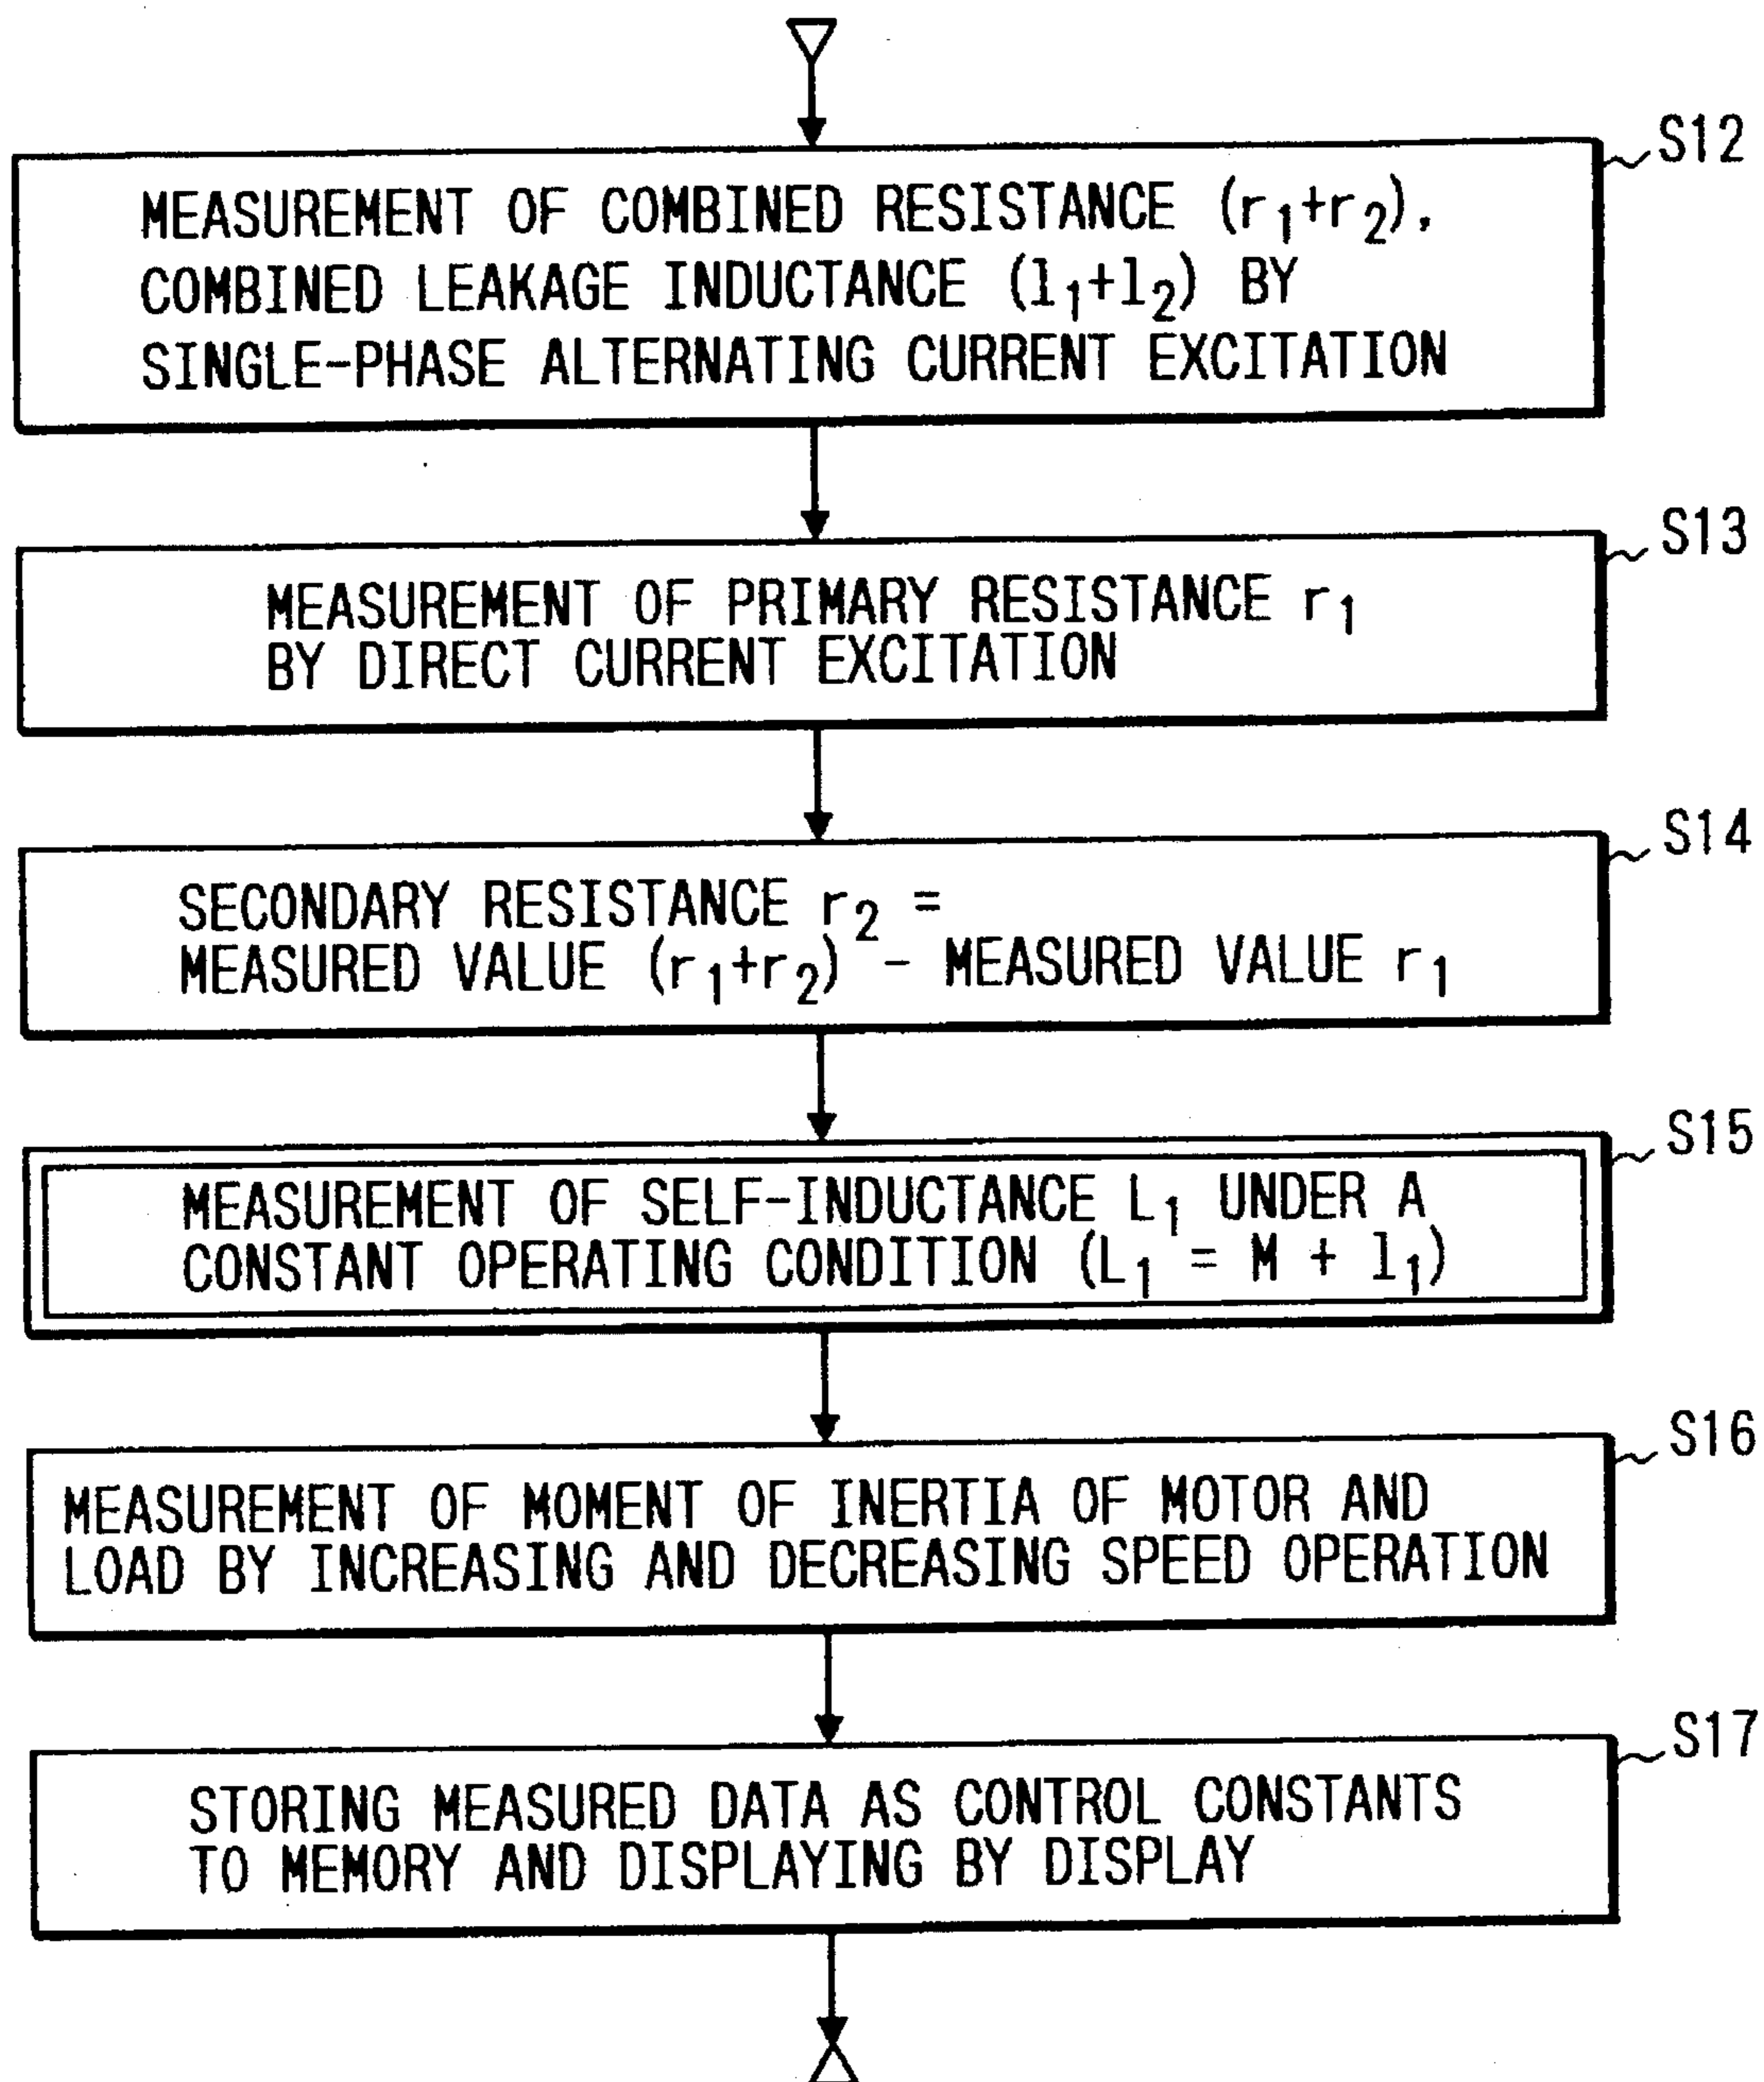 S12
MEASUREMENT OF COMBINED RESISTANCE (r₁+r₂),
COMBINED LEAKAGE INDUCTANCE (l₁+l₂) BY
SINGLE-PHASE ALTERNATING CURRENT EXCITATION
S13
MEASUREMENT OF PRIMARY RESISTANCE r₁
BY DIRECT CURRENT EXCITATION
S14
SECONDARY RESISTANCE r₂ =
MEASURED VALUE (r₁+r₂) - MEASURED VALUE r₁
S15
MEASUREMENT OF SELF-INDUCTANCE L₁ UNDER A
CONSTANT OPERATING CONDITION (L₁ = M + l₁)
S16
MEASUREMENT OF MOMENT OF INERTIA OF MOTOR AND
LOAD BY INCREASING AND DECREASING SPEED OPERATION
S17
STORING MEASURED DATA AS CONTROL CONSTANTS
TO MEMORY AND DISPLAYING BY DISPLAY